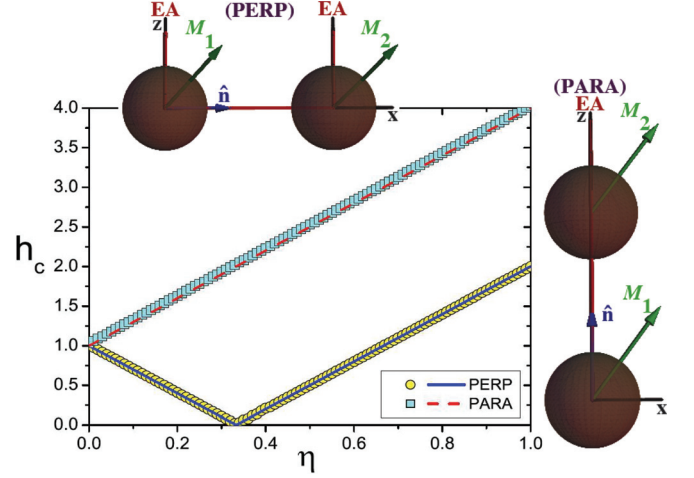 EA (PERP) EA
z M1 M2
n̂ x
(PARA)
EA
z M2
4.0
3.5
3.0
2.5
2.0
1.5
1.0
0.5
0.0
hc
M1
n̂
x
PERP
PARA
0.0 0.2 0.4 0.6 0.8 1.0
η